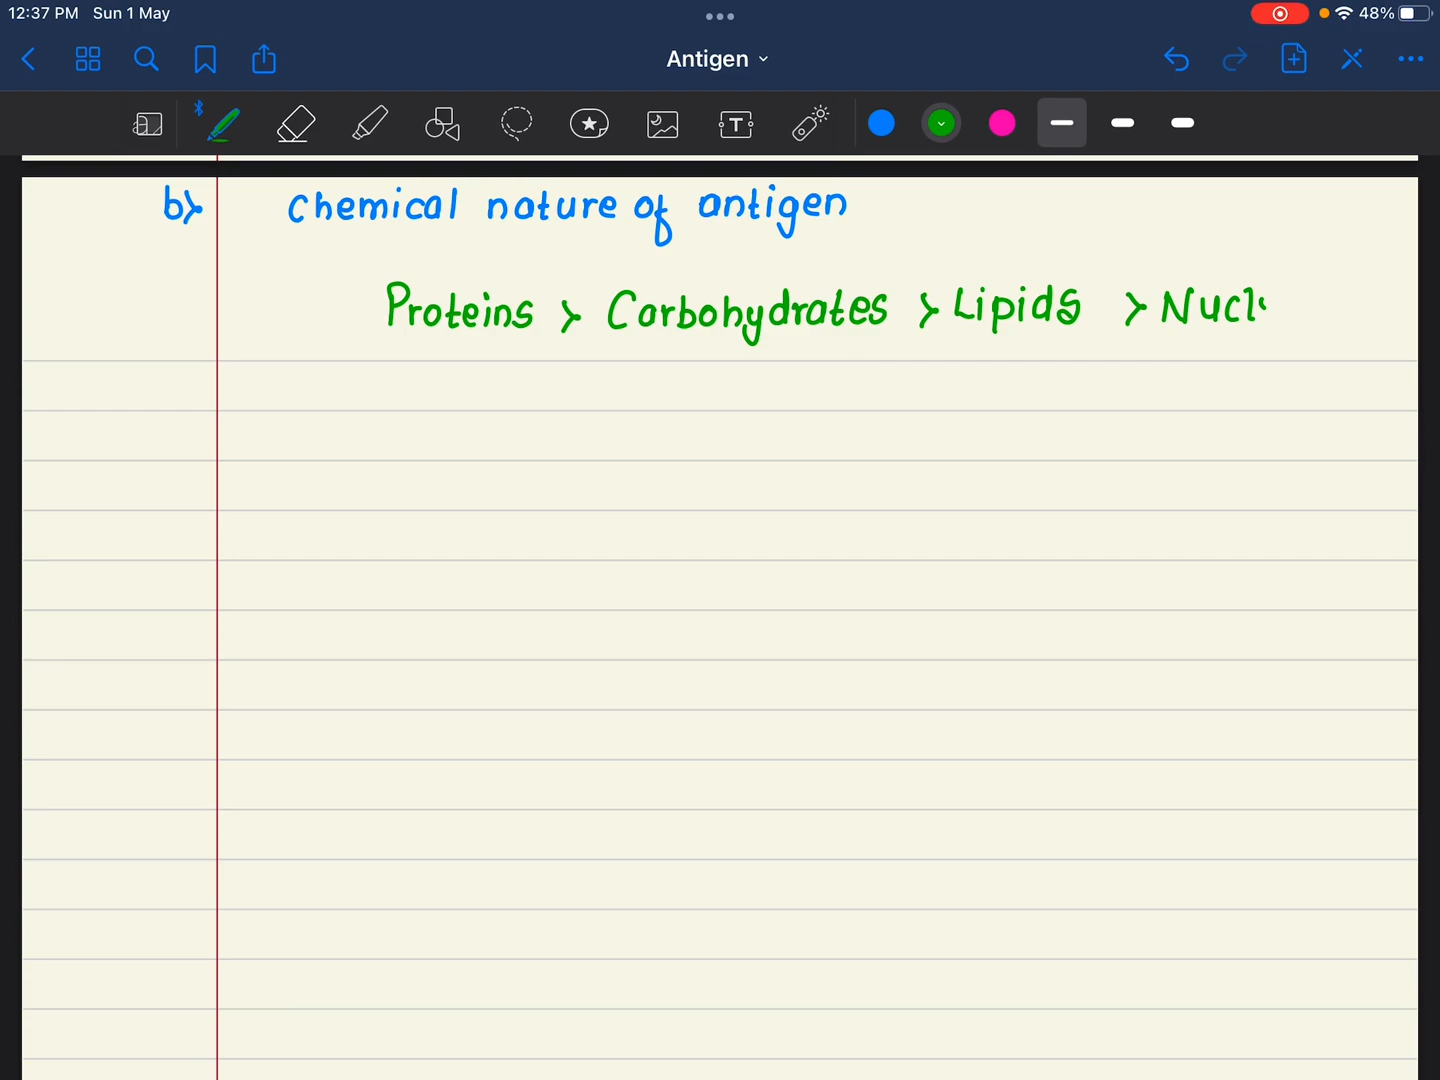 12:37 PM Sun 1 May
48%
Antigen
T
b> Chemical nature of antigen
Proteins > Carbohydrates > Lipids > Nucl